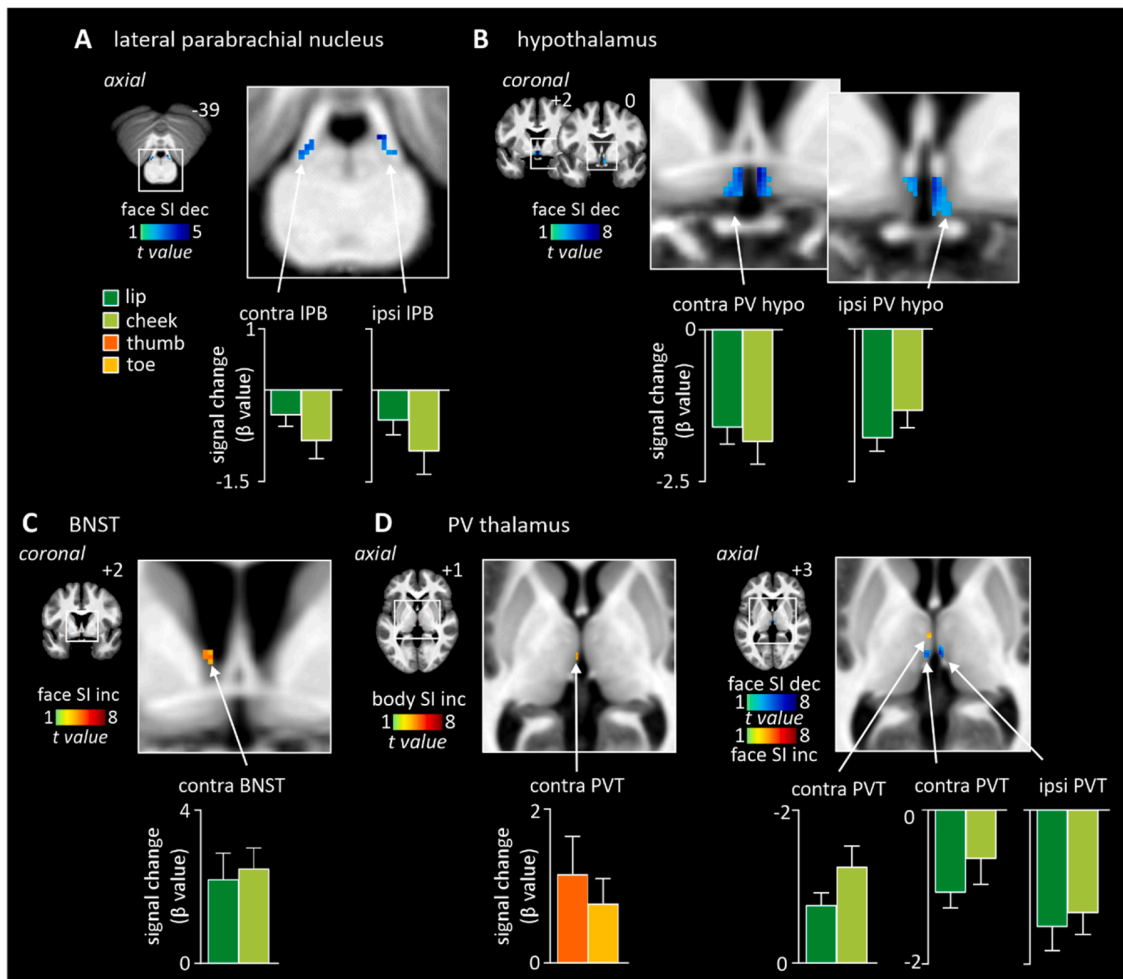 A lateral parabrachial nucleus
axial
-39
face SI dec
1 5
t value
lip
cheek
thumb
toe
contra lPB
ipsi lPB
1
signal change
(β value)
-1.5
B hypothalamus
coronal
+2
0
face SI dec
1 8
t value
contra PV hypo
ipsi PV hypo
0
signal change
(β value)
-2.5
C BNST
coronal
+2
face SI inc
1 8
t value
contra BNST
4
signal change
(β value)
0
D PV thalamus
axial
+1
body SI inc
1 8
t value
contra PVT
2
signal change
(β value)
0
axial
+3
face SI dec
1 8
t value
1 8
face SI inc
contra PVT
contra PVT
ipsi PVT
-2
0
0
-2